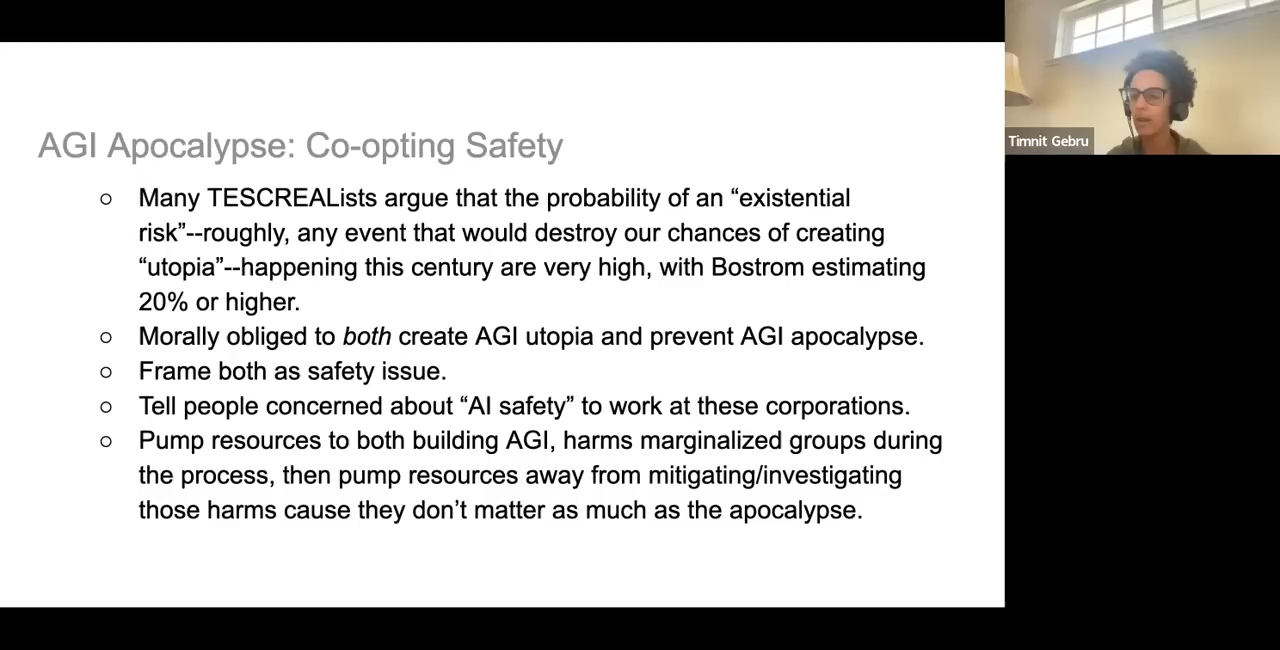 AGI Apocalypse: Co-opting Safety
○ Many TESCREALists argue that the probability of an “existential
risk”--roughly, any event that would destroy our chances of creating
“utopia”--happening this century are very high, with Bostrom estimating
20% or higher.
○ Morally obliged to both create AGI utopia and prevent AGI apocalypse.
○ Frame both as safety issue.
○ Tell people concerned about “AI safety” to work at these corporations.
○ Pump resources to both building AGI, harms marginalized groups during
the process, then pump resources away from mitigating/investigating
those harms cause they don’t matter as much as the apocalypse.
Timnit Gebru